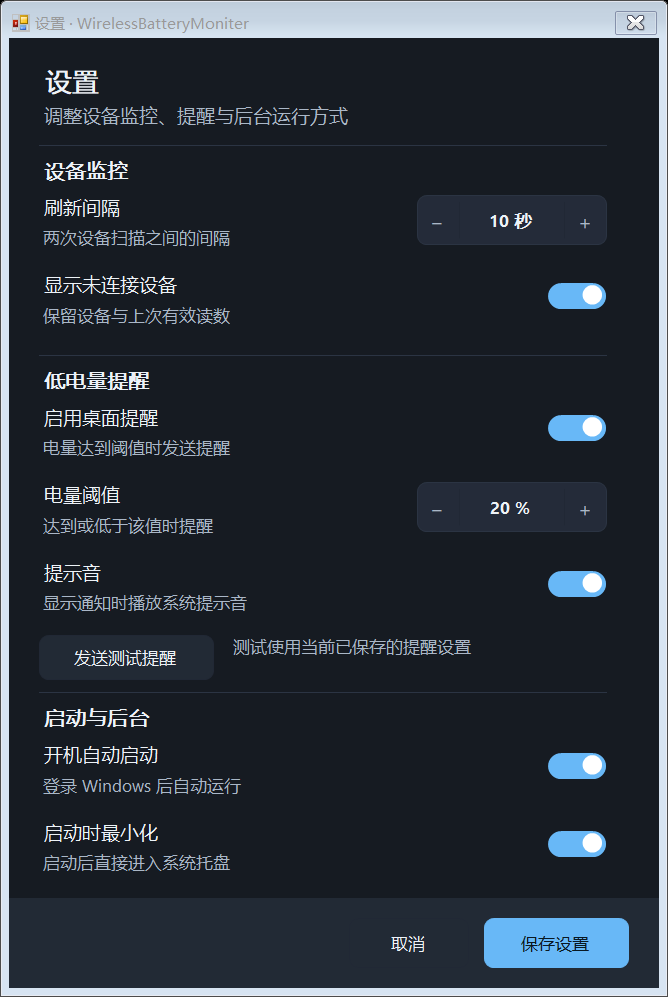 设置 · WirelessBatteryMoniter
设置
调整设备监控、提醒与后台运行方式
设备监控
刷新间隔
− 10 秒 +
两次设备扫描之间的间隔
显示未连接设备
保留设备与上次有效读数
低电量提醒
启用桌面提醒
电量达到阈值时发送提醒
电量阈值
− 20 % +
达到或低于该值时提醒
提示音
显示通知时播放系统提示音
发送测试提醒 测试使用当前已保存的提醒设置
启动与后台
开机自动启动
登录 Windows 后自动运行
启动时最小化
启动后直接进入系统托盘
取消 保存设置